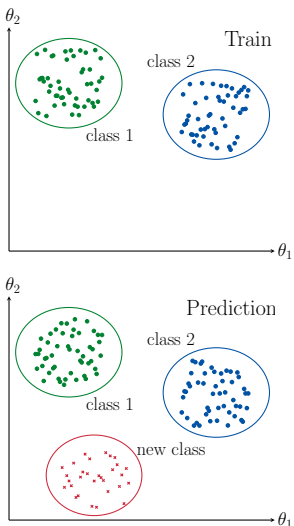 θ₂
Train
class 2
class 1
θ₁
θ₂
Prediction
class 2
class 1
new class
θ₁